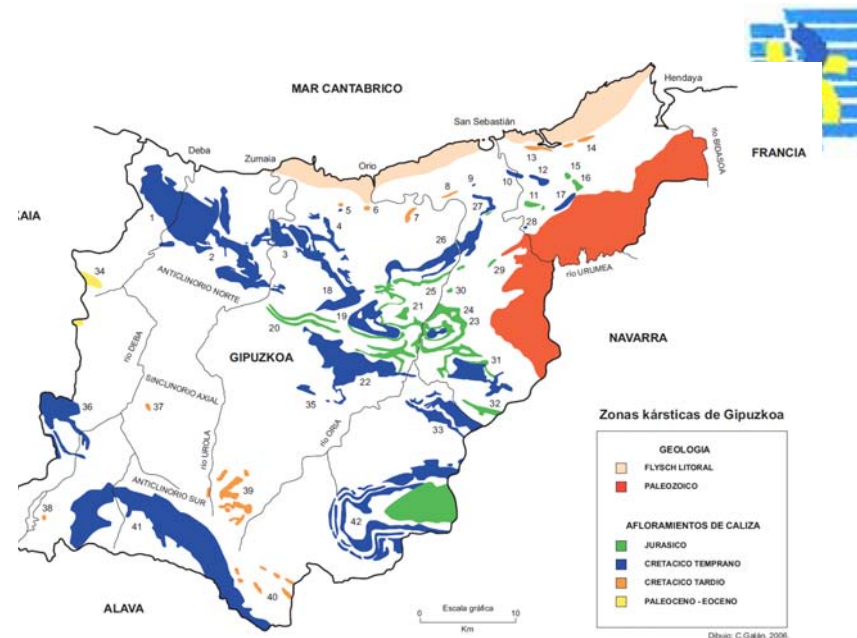 Hendaya
MAR CANTABRICO
San Sebastián
río BIDASOA
FRANCIA
Deba
Zumaia
Orio
13
14
15
16
10
12
11
17
9
8
27
28
5
6
7
4
1
KAIA
2
3
26
29
río URUMEA
34
ANTICLINORIO NORTE
18
25
30
21
24
23
19
20
GIPUZKOA
NAVARRA
río DEBA
31
22
SINCLINORIO AXIAL
35
32
36
37
33
río UROLA
río ORIA
Zonas kársticas de Gipuzkoa
GEOLOGIA
FLYSCH LITORAL
PALEOZOICO
ANTICLINORIO SUR
39
38
41
42
AFLORAMIENTOS DE CALIZA
JURASICO
CRETACICO TEMPRANO
CRETACICO TARDIO
PALEOCENO - EOCENO
40
ALAVA
0 Escala gráfica 10
Km
Dibujo: C.Galán, 2006.